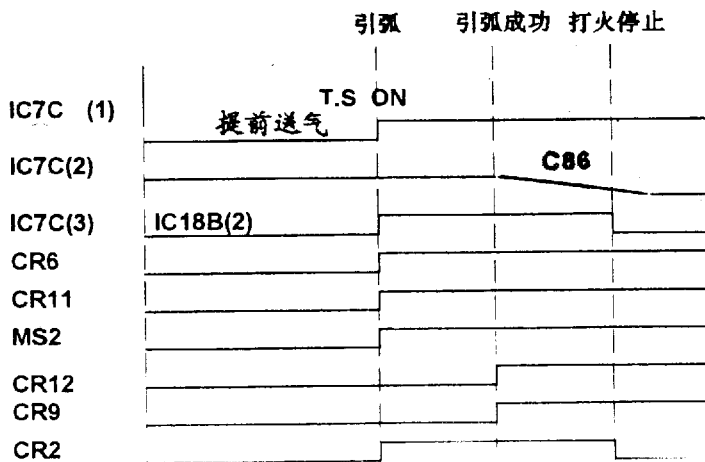 引弧 引弧成功 打火停止
T.S ON
IC7C (1)
提前送气
IC7C(2)
C86
IC7C(3) IC18B(2)
CR6
CR11
MS2
CR12
CR9
CR2